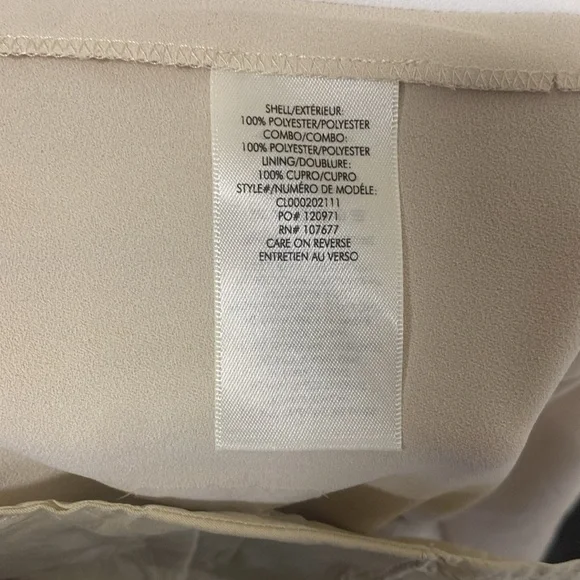 SHELL/EXTÉRIEUR:
100% POLYESTER/POLYESTER
COMBO/COMBO:
100% POLYESTER/POLYESTER
LINING/DOUBLURE:
100% CUPRO/CUPRO
STYLE#/NUMÉRO DE MODÈLE:
CL000202111
PO# 120971
RN# 107677
CARE ON REVERSE
ENTRETIEN AU VERSO